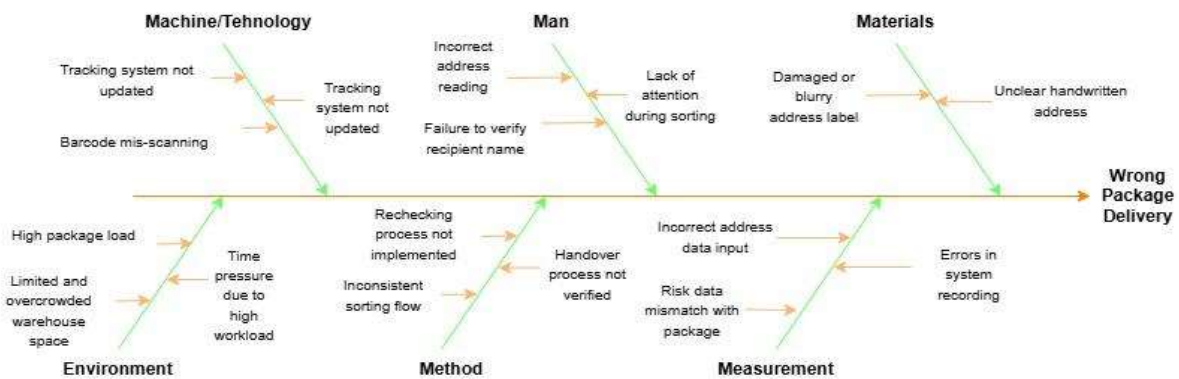 Machine/Tehnology
Man
Materials
Tracking system not
updated
Tracking
system not
updated
Barcode mis-scanning
Incorrect
address
reading
Lack of
attention
during sorting
Failure to verify
recipient name
Damaged or
blurry
address label
Unclear handwritten
address
Wrong
Package
Delivery
High package load
Time
pressure
due to
high
workload
Limited and
overcrowded
warehouse
space
Rechecking
process not
implemented
Handover
process not
verified
Inconsistent
sorting flow
Incorrect address
data input
Errors in
system
recording
Risk data
mismatch with
package
Environment
Method
Measurement